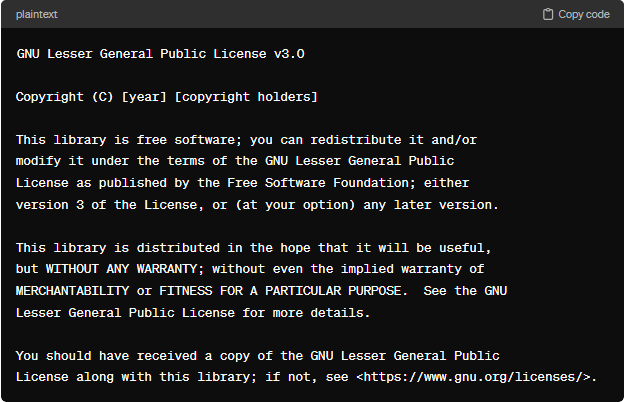 plaintext
Copy code
GNU Lesser General Public License v3.0
Copyright (C) [year] [copyright holders]
This library is free software; you can redistribute it and/or
modify it under the terms of the GNU Lesser General Public
License as published by the Free Software Foundation; either
version 3 of the License, or (at your option) any later version.
This library is distributed in the hope that it will be useful,
but WITHOUT ANY WARRANTY; without even the implied warranty of
MERCHANTABILITY or FITNESS FOR A PARTICULAR PURPOSE.  See the GNU
Lesser General Public License for more details.
You should have received a copy of the GNU Lesser General Public
License along with this library; if not, see <https://www.gnu.org/licenses/>.